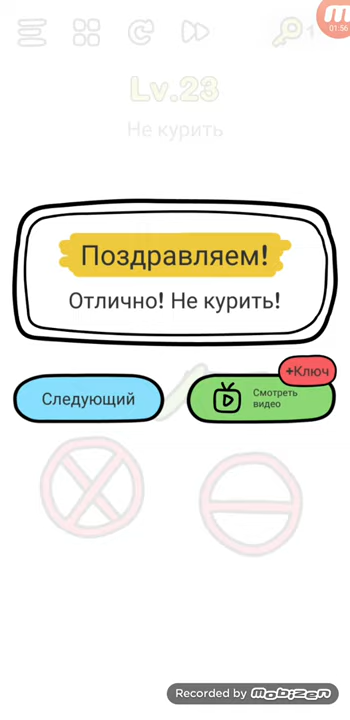 01:56
1
Lv.23
Не курить
Поздравляем!
Отлично! Не курить!
+Ключ
Следующий
Смотреть
видео
Recorded by mobizen